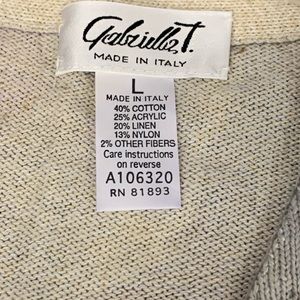 Gabriella T.
MADE IN ITALY
L
MADE IN ITALY
40% COTTON
25% ACRYLIC
20% LINEN
13% NYLON
2% OTHER FIBERS
Care instructions
on reverse
A106320
RN 81893